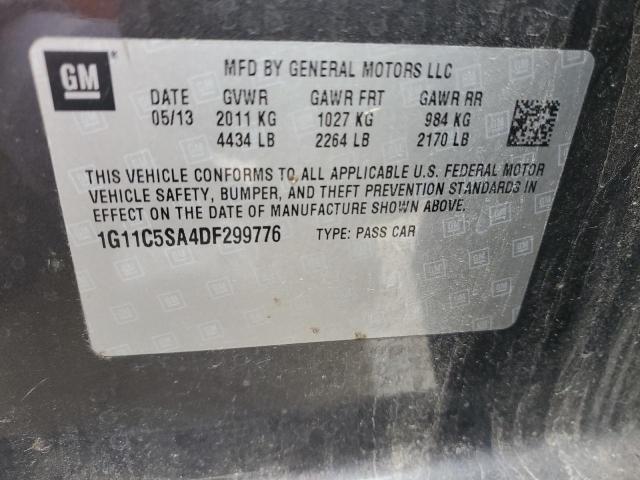 GM
MFD BY GENERAL MOTORS LLC
DATE GVWR GAWR FRT GAWR RR
05/13 2011 KG 1027 KG 984 KG
4434 LB 2264 LB 2170 LB
THIS VEHICLE CONFORMS TO ALL APPLICABLE U.S. FEDERAL MOTOR
VEHICLE SAFETY, BUMPER, AND THEFT PREVENTION STANDARDS IN
EFFECT ON THE DATE OF MANUFACTURE SHOWN ABOVE.
1G11C5SA4DF299776 TYPE: PASS CAR